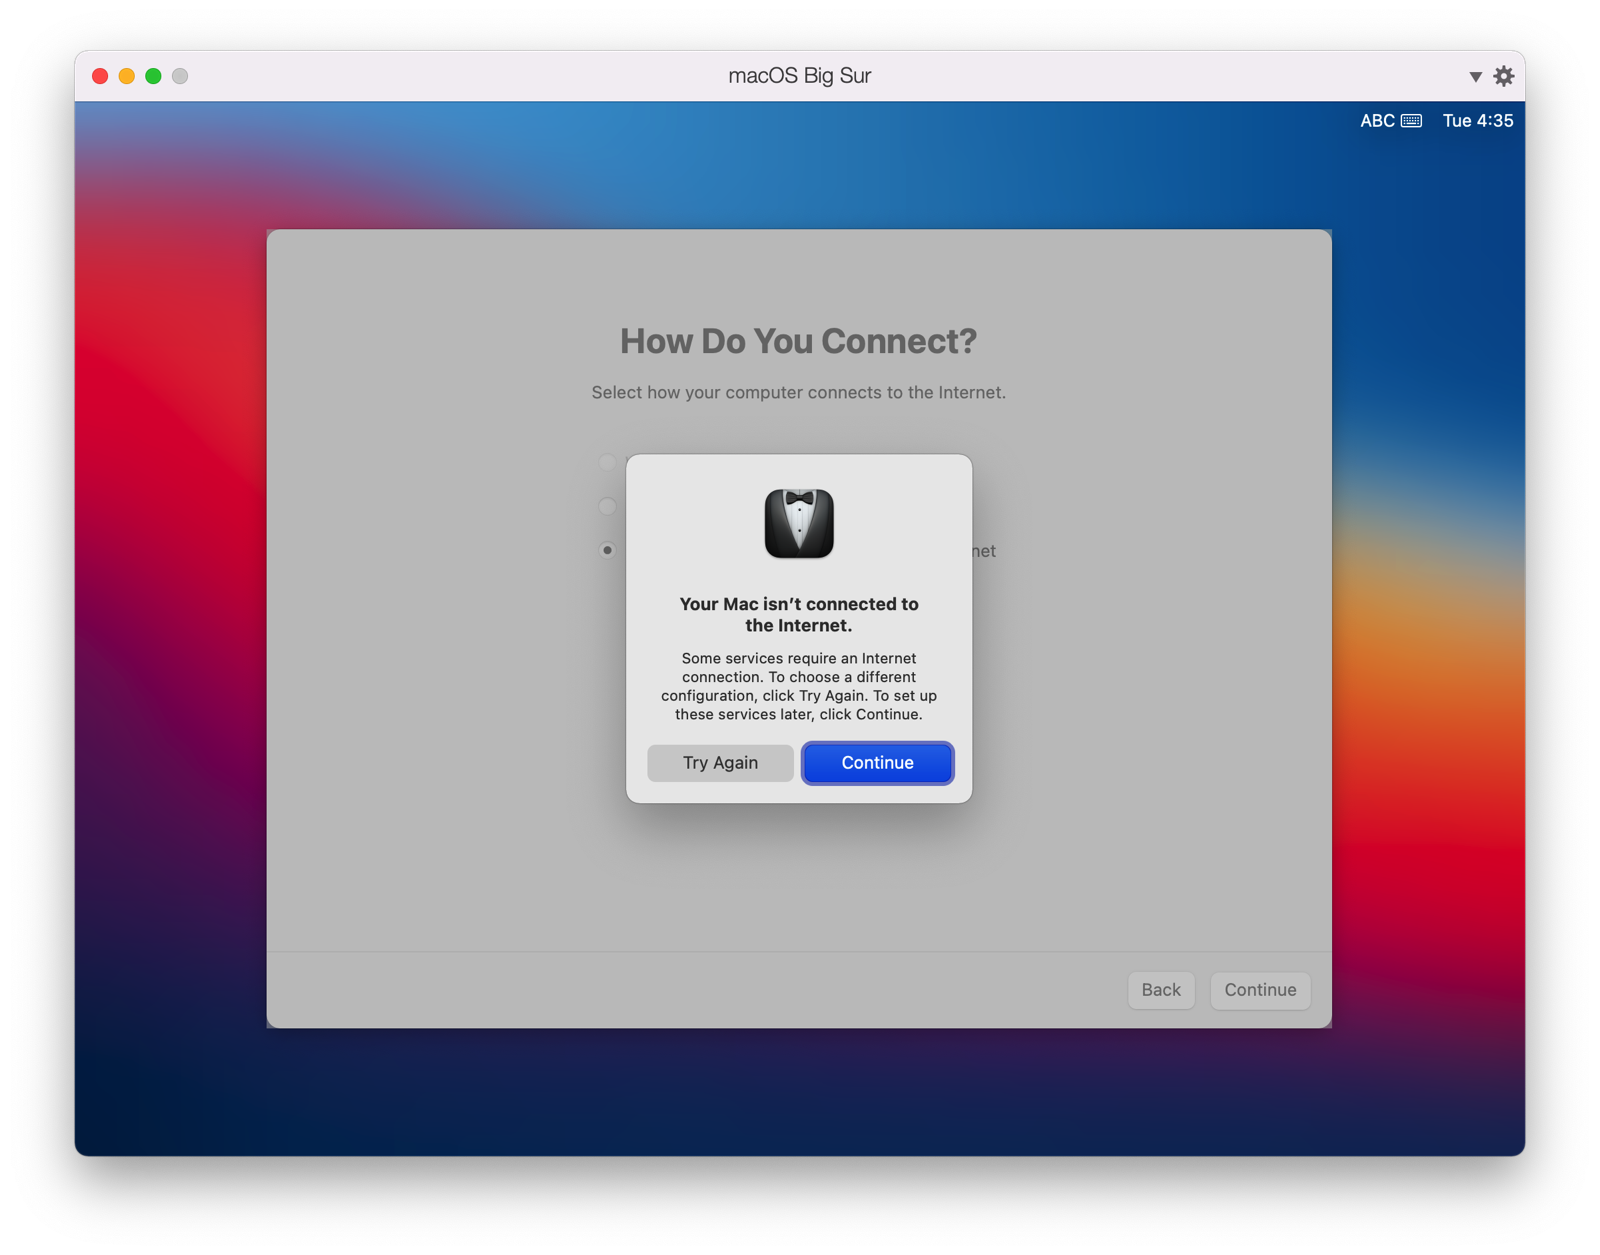 macOS Big Sur
ABC
Tue 4:35
How Do You Connect?
Select how your computer connects to the Internet.
net
Your Mac isn’t connected to
the Internet.
Some services require an Internet
connection. To choose a different
configuration, click Try Again. To set up
these services later, click Continue.
Try Again
Continue
Back
Continue